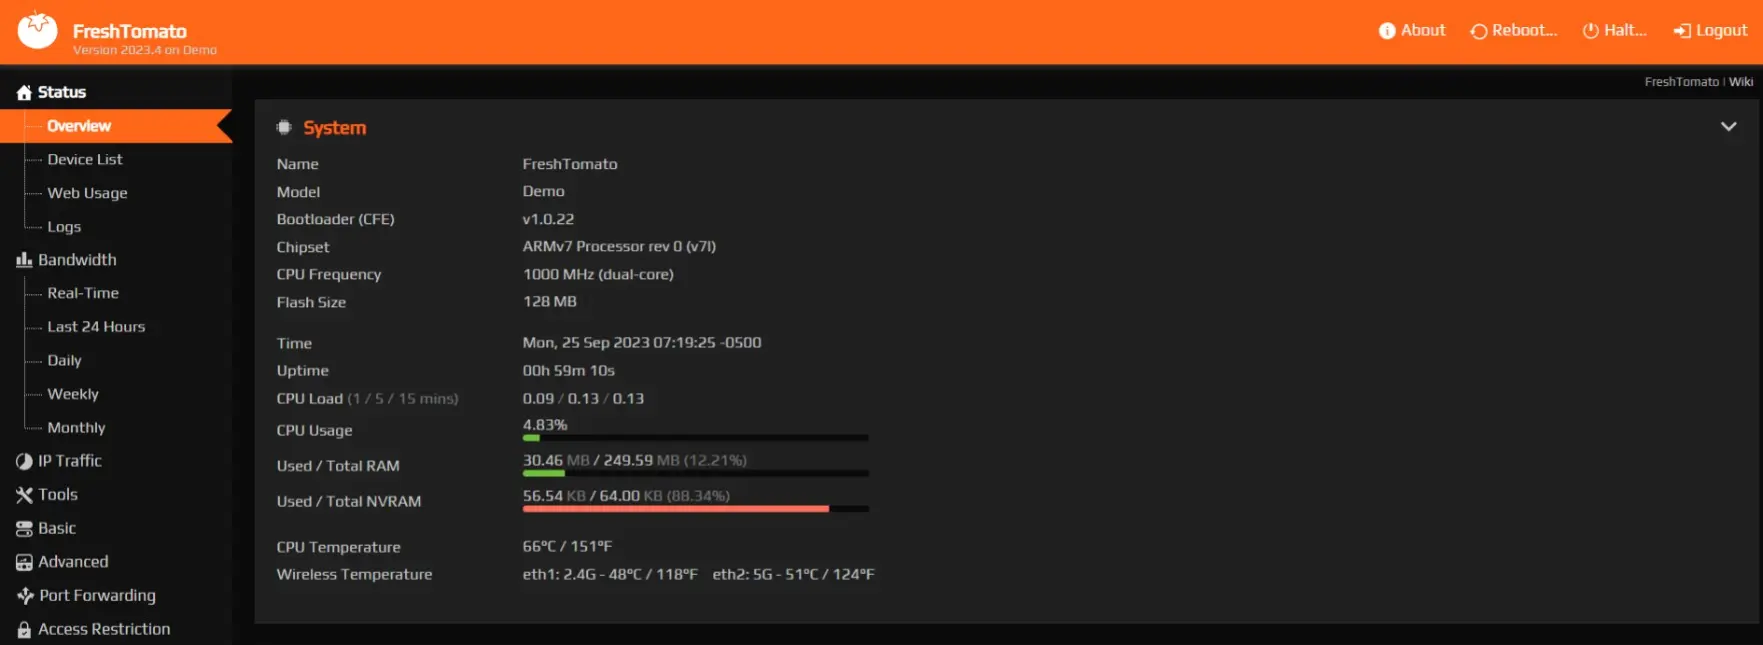 FreshTomato
Version 2023.4 on Demo
About Reboot... Halt... Logout
FreshTomato | Wiki
Status
Overview
Device List
Web Usage
Logs
Bandwidth
Real-Time
Last 24 Hours
Daily
Weekly
Monthly
IP Traffic
Tools
Basic
Advanced
Port Forwarding
Access Restriction
System
Name FreshTomato
Model Demo
Bootloader (CFE) v1.0.22
Chipset ARMv7 Processor rev 0 (v7l)
CPU Frequency 1000 MHz (dual-core)
Flash Size 128 MB
Time Mon, 25 Sep 2023 07:19:25 -0500
Uptime 00h 59m 10s
CPU Load (1 / 5 / 15 mins) 0.09 / 0.13 / 0.13
CPU Usage 4.83%
Used / Total RAM 30.46 MB / 249.59 MB (12.21%)
Used / Total NVRAM 56.54 KB / 64.00 KB (88.34%)
CPU Temperature 66°C / 151°F
Wireless Temperature eth1: 2.4G - 48°C / 118°F eth2: 5G - 51°C / 124°F